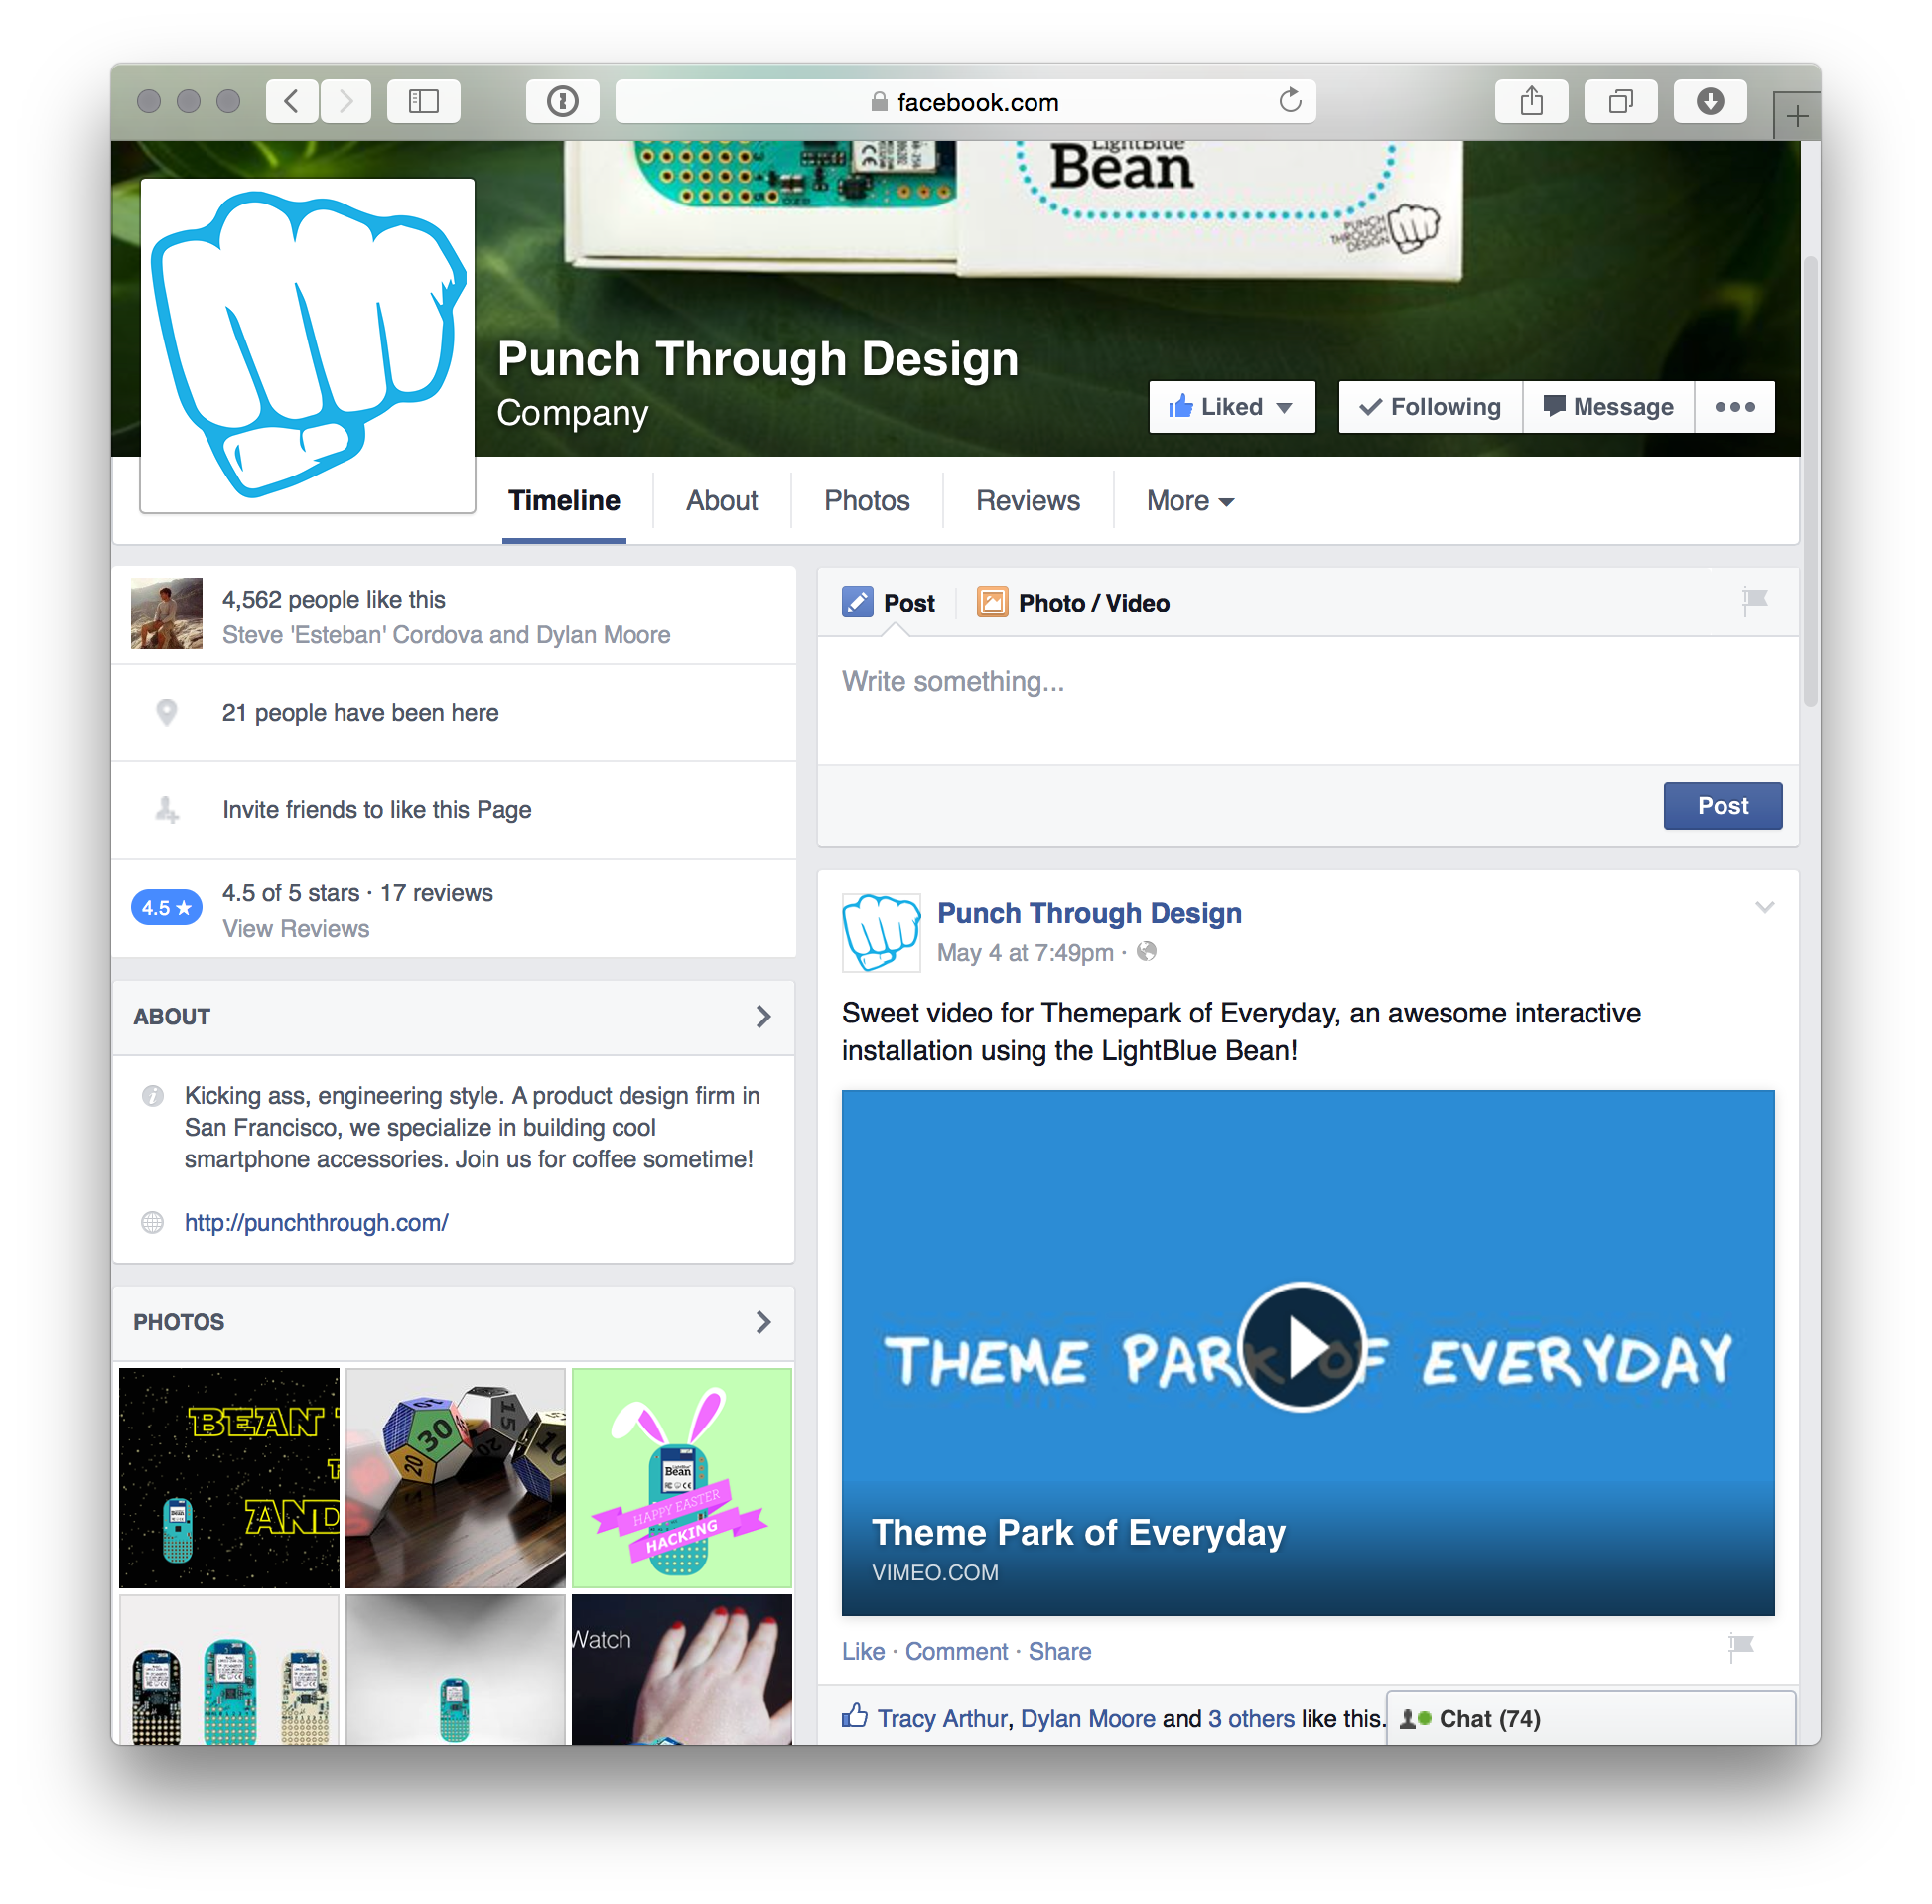 facebook.com
LightBlue
Bean
PUNCH
THROUGH
DESIGN
Punch Through Design
Company
Liked
Following
Message
Timeline
About
Photos
Reviews
More
4,562 people like this
Steve 'Esteban' Cordova and Dylan Moore
21 people have been here
Invite friends to like this Page
4.5 ★
4.5 of 5 stars · 17 reviews
View Reviews
ABOUT
Kicking ass, engineering style. A product design firm in
San Francisco, we specialize in building cool
smartphone accessories. Join us for coffee sometime!
http://punchthrough.com/
PHOTOS
BEAN
AND
30
20
15
20
10
LightBlue
Bean
HAPPY EASTER
HACKING
Watch
Post
Photo / Video
Write something...
Post
Punch Through Design
May 4 at 7:49pm ·
Sweet video for Themepark of Everyday, an awesome interactive
installation using the LightBlue Bean!
THEME PARK OF EVERYDAY
Theme Park of Everyday
VIMEO.COM
Like · Comment · Share
Tracy Arthur, Dylan Moore and 3 others like this.
Chat (74)